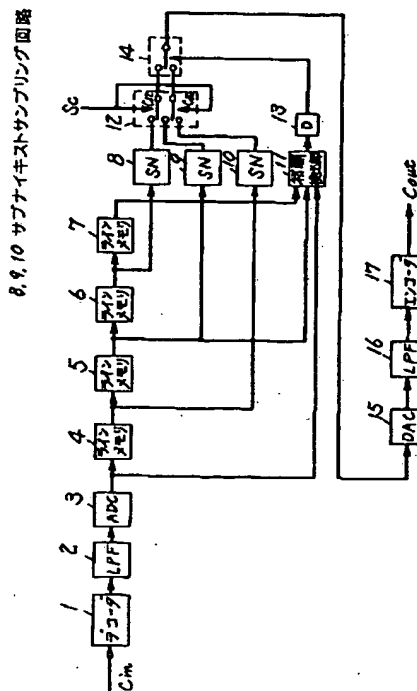 8,9,10 サブナイキストサンプリング回路
Cin
1
デコーダ
2
LPF
3
ADC
4
ライン
メモリ
5
ライン
メモリ
6
ライン
メモリ
7
ライン
メモリ
8
SN
9
SN
10
SN
11
相関
検出部
12
Sc
13
D
14
15
DAC
16
LPF
17
エンコーダ
Cout